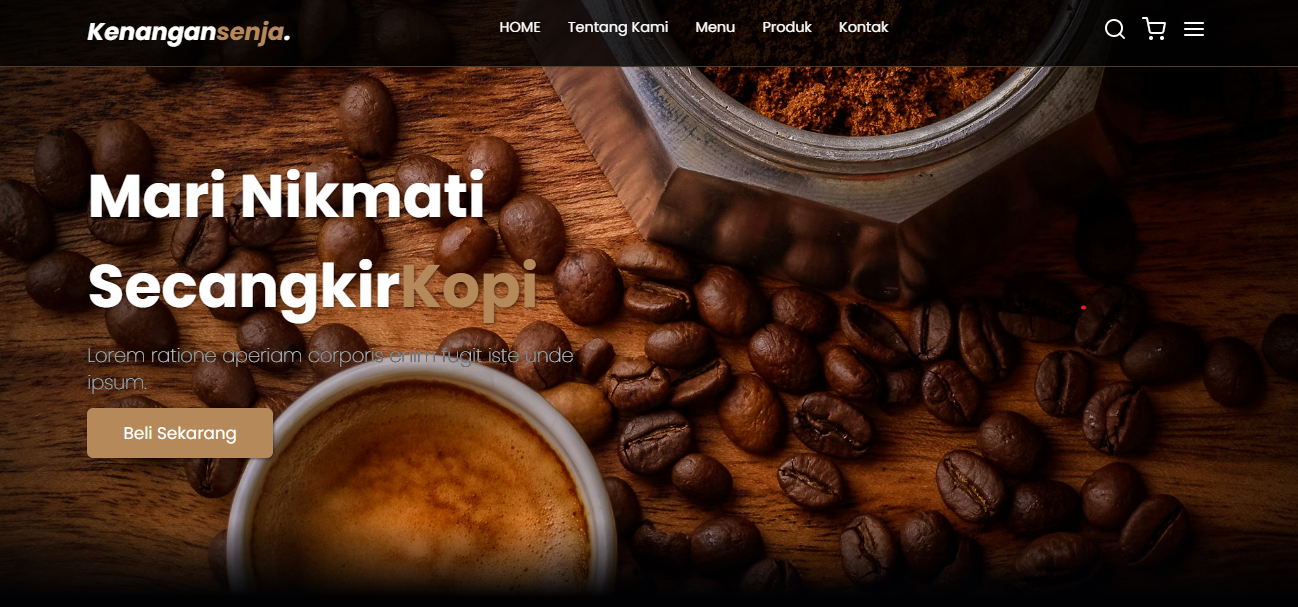 Kenangansenja.
HOME Tentang Kami Menu Produk Kontak
Mari Nikmati
SecangkirKopi
Lorem ratione aperiam corporis enim fugit iste unde
ipsum.
Beli Sekarang